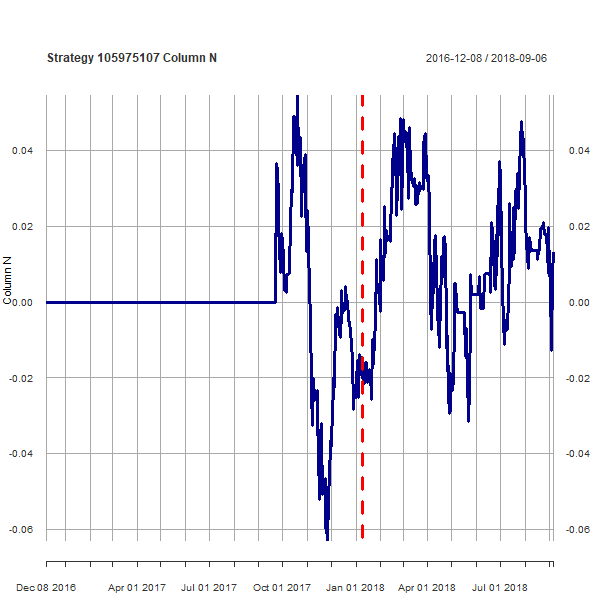 Strategy 105975107 Column N
2016-12-08 / 2018-09-06
Column N
0.04
0.02
0.00
-0.02
-0.04
-0.06
0.04
0.02
0.00
-0.02
-0.04
-0.06
Dec 08 2016
Apr 01 2017
Jul 01 2017
Oct 01 2017
Jan 01 2018
Apr 01 2018
Jul 01 2018